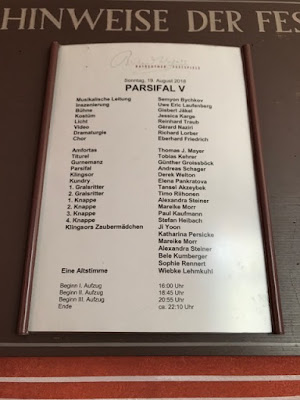 HINWEISE DER FES
BAYREUTHER FESTSPIELE
Sonntag, 19. August 2018
PARSIFAL V
Musikalische Leitung Semyon Bychkov
Inszenierung Uwe Eric Laufenberg
Bühne Gisbert Jäkel
Kostüm Jessica Karge
Licht Reinhard Traub
Video Gérard Naziri
Dramaturgie Richard Lorber
Chor Eberhard Friedrich
Amfortas Thomas J. Mayer
Titurel Tobias Kehrer
Gurnemanz Günther Groissböck
Parsifal Andreas Schager
Klingsor Derek Welton
Kundry Elena Pankratova
1. Gralsritter Tansel Akzeybek
2. Gralsritter Timo Riihonen
1. Knappe Alexandra Steiner
2. Knappe Mareike Morr
3. Knappe Paul Kaufmann
4. Knappe Stefan Heibach
Klingsors Zaubermädchen Ji Yoon
Katharina Persicke
Mareike Morr
Alexandra Steiner
Bele Kumberger
Sophie Rennert
Eine Altstimme Wiebke Lehmkuhl
Beginn I. Aufzug 16:00 Uhr
Beginn II. Aufzug 18:45 Uhr
Beginn III. Aufzug 20:55 Uhr
Ende ca. 22:10 Uhr